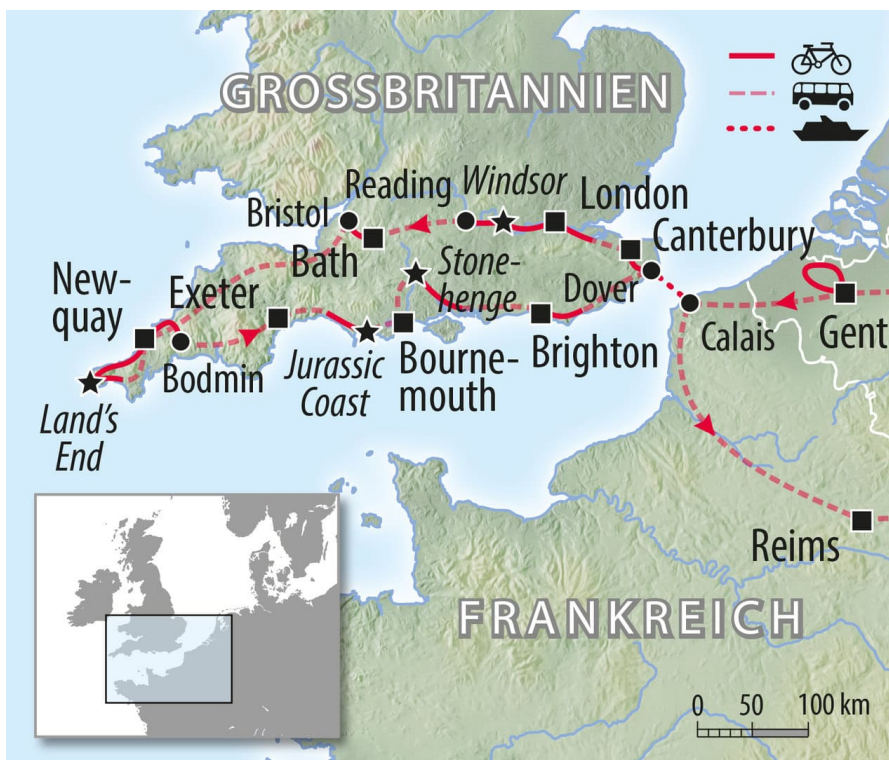 GROSSBRITANNIEN
Reading
Windsor
London
Bristol
Canterbury
Bath
Stone-
henge
New-
quay
Exeter
Dover
Calais
Gent
Bodmin
Jurassic
Coast
Bourne-
mouth
Brighton
Land's
End
Reims
FRANKREICH
0 50 100 km